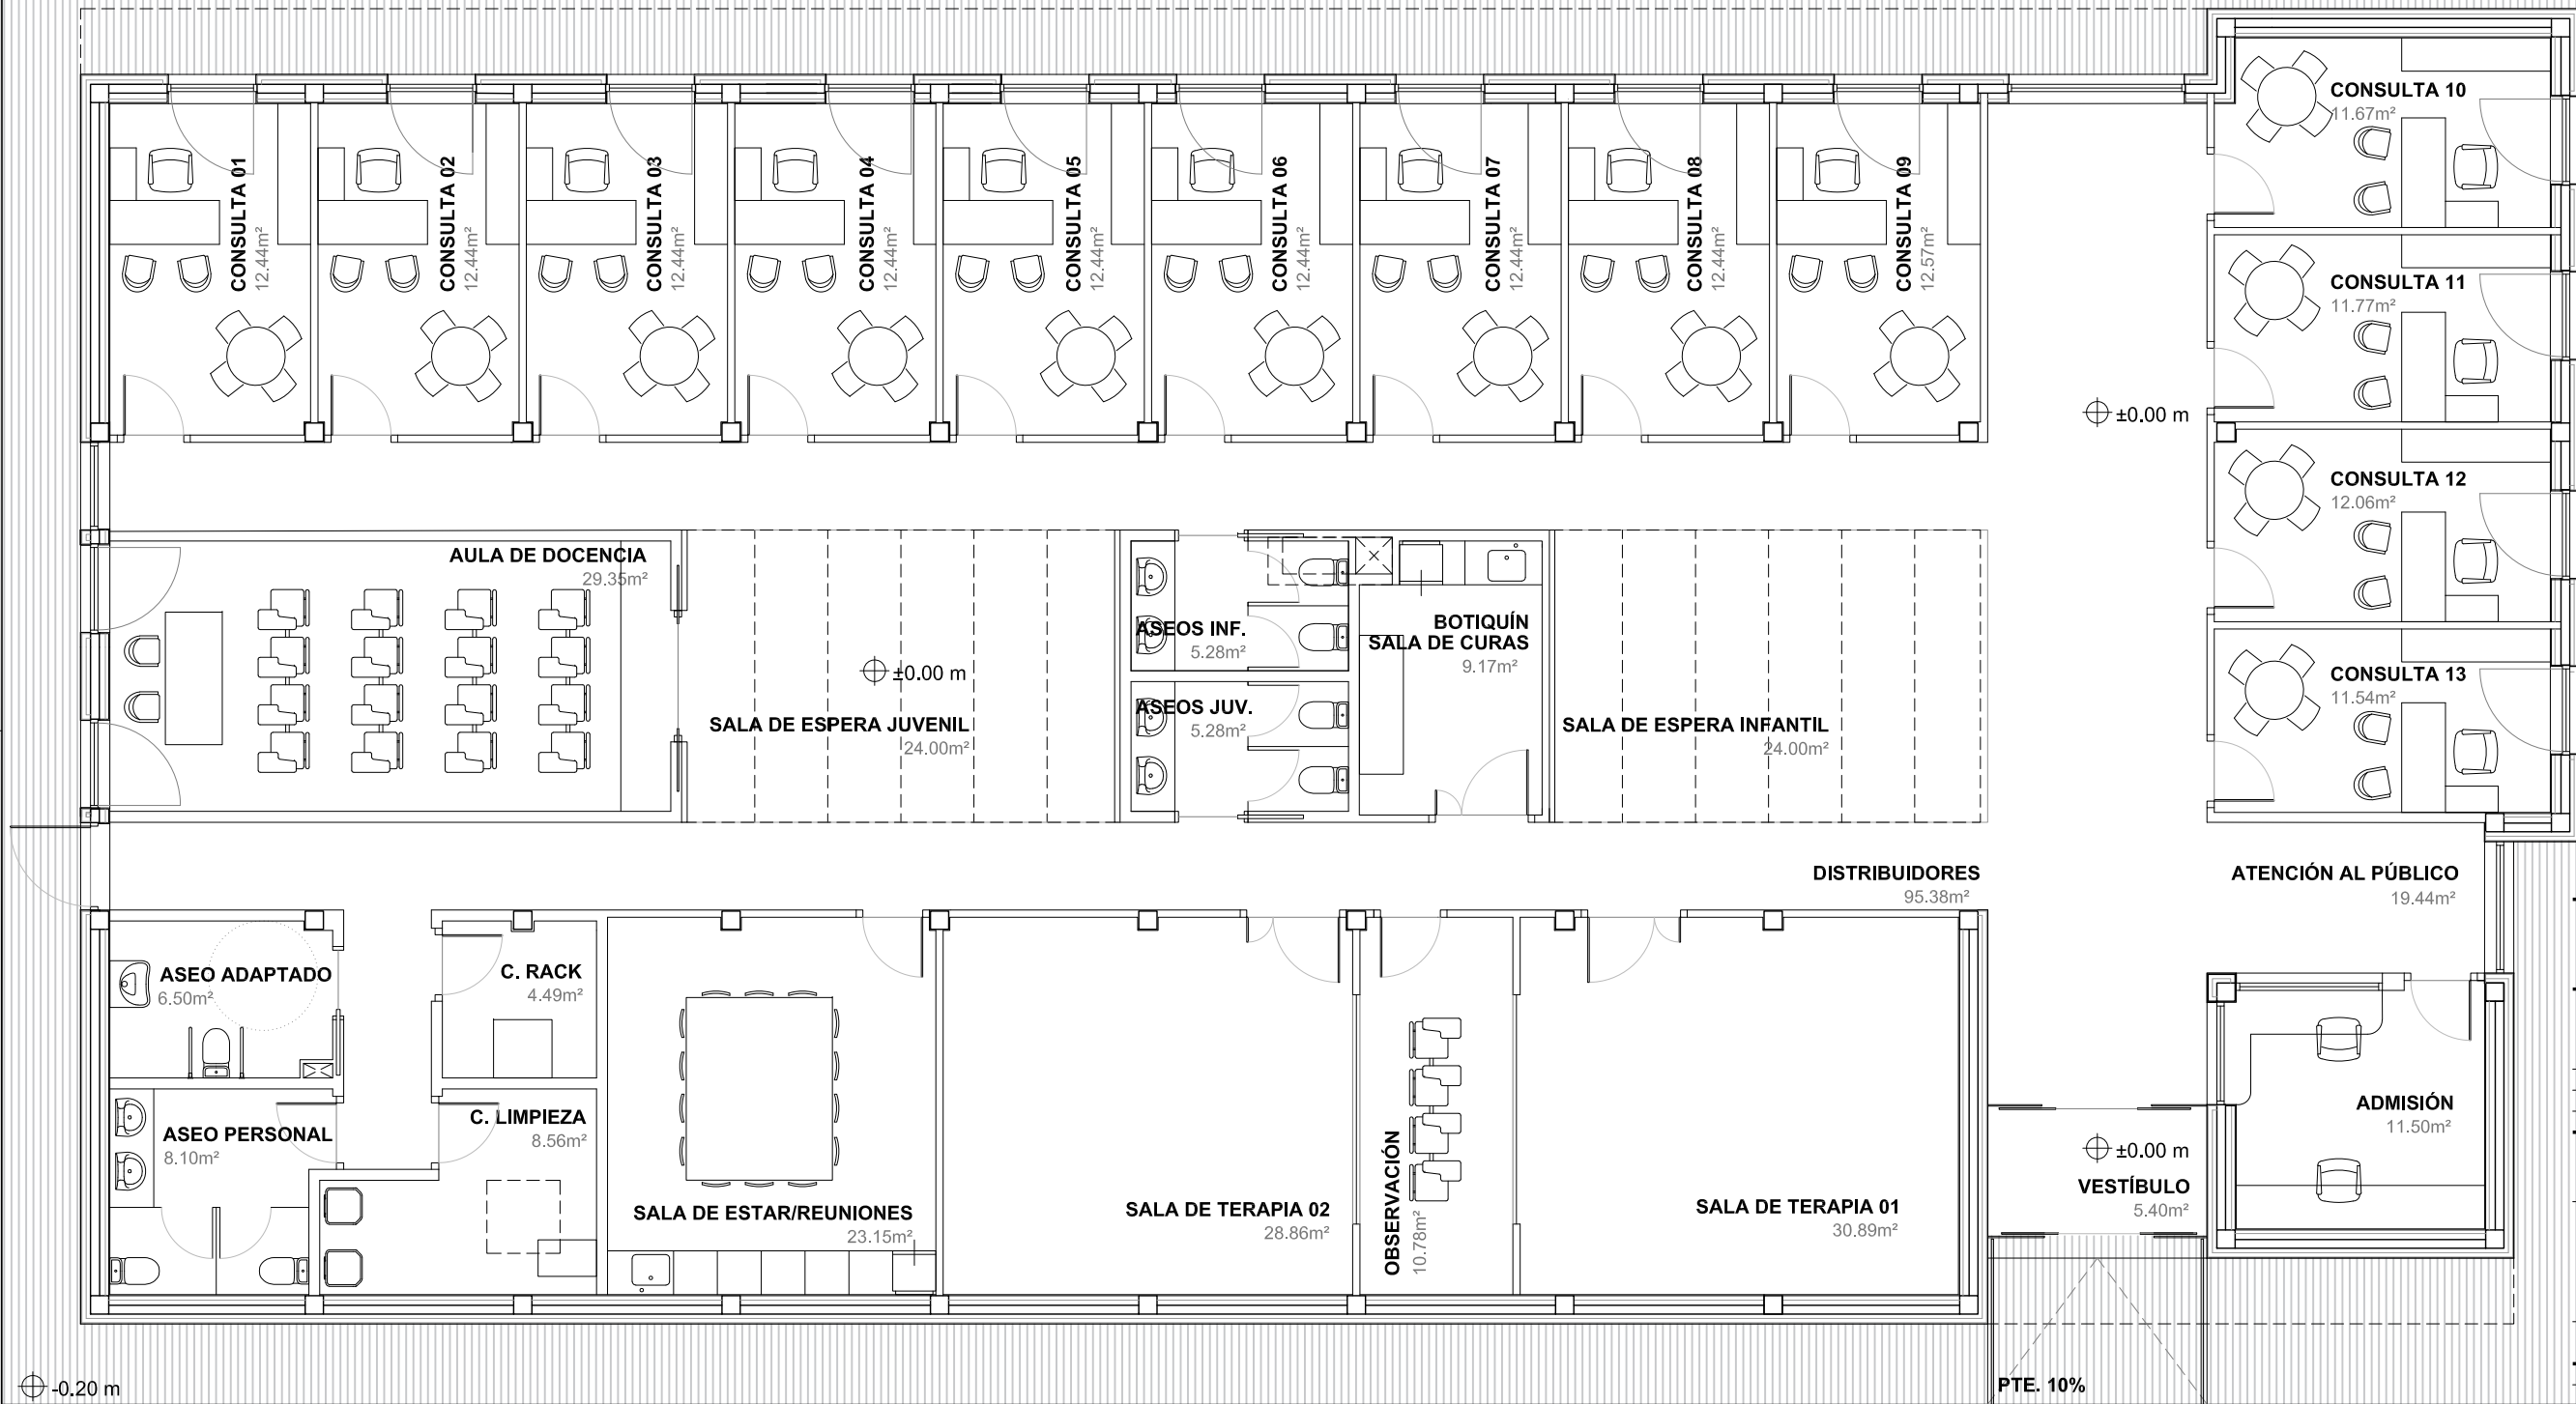 CONSULTA 01
12.44m²
CONSULTA 02
12.44m²
CONSULTA 03
12.44m²
CONSULTA 04
12.44m²
CONSULTA 05
12.44m²
CONSULTA 06
12.44m²
CONSULTA 07
12.44m²
CONSULTA 08
12.44m²
CONSULTA 09
12.57m²
CONSULTA 10
11.67m²
CONSULTA 11
11.77m²
±0.00 m
CONSULTA 12
12.06m²
CONSULTA 13
11.54m²
AULA DE DOCENCIA
29.35m²
±0.00 m
SALA DE ESPERA JUVENIL
24.00m²
ASEOS INF.
5.28m²
ASEOS JUV.
5.28m²
BOTIQUÍN
SALA DE CURAS
9.17m²
SALA DE ESPERA INFANTIL
24.00m²
DISTRIBUIDORES
95.38m²
ATENCIÓN AL PÚBLICO
19.44m²
ASEO ADAPTADO
6.50m²
C. RACK
4.49m²
ASEO PERSONAL
8.10m²
C. LIMPIEZA
8.56m²
SALA DE ESTAR/REUNIONES
23.15m²
SALA DE TERAPIA 02
28.86m²
OBSERVACIÓN
10.78m²
SALA DE TERAPIA 01
30.89m²
±0.00 m
VESTÍBULO
5.40m²
ADMISIÓN
11.50m²
-0.20 m
PTE. 10%